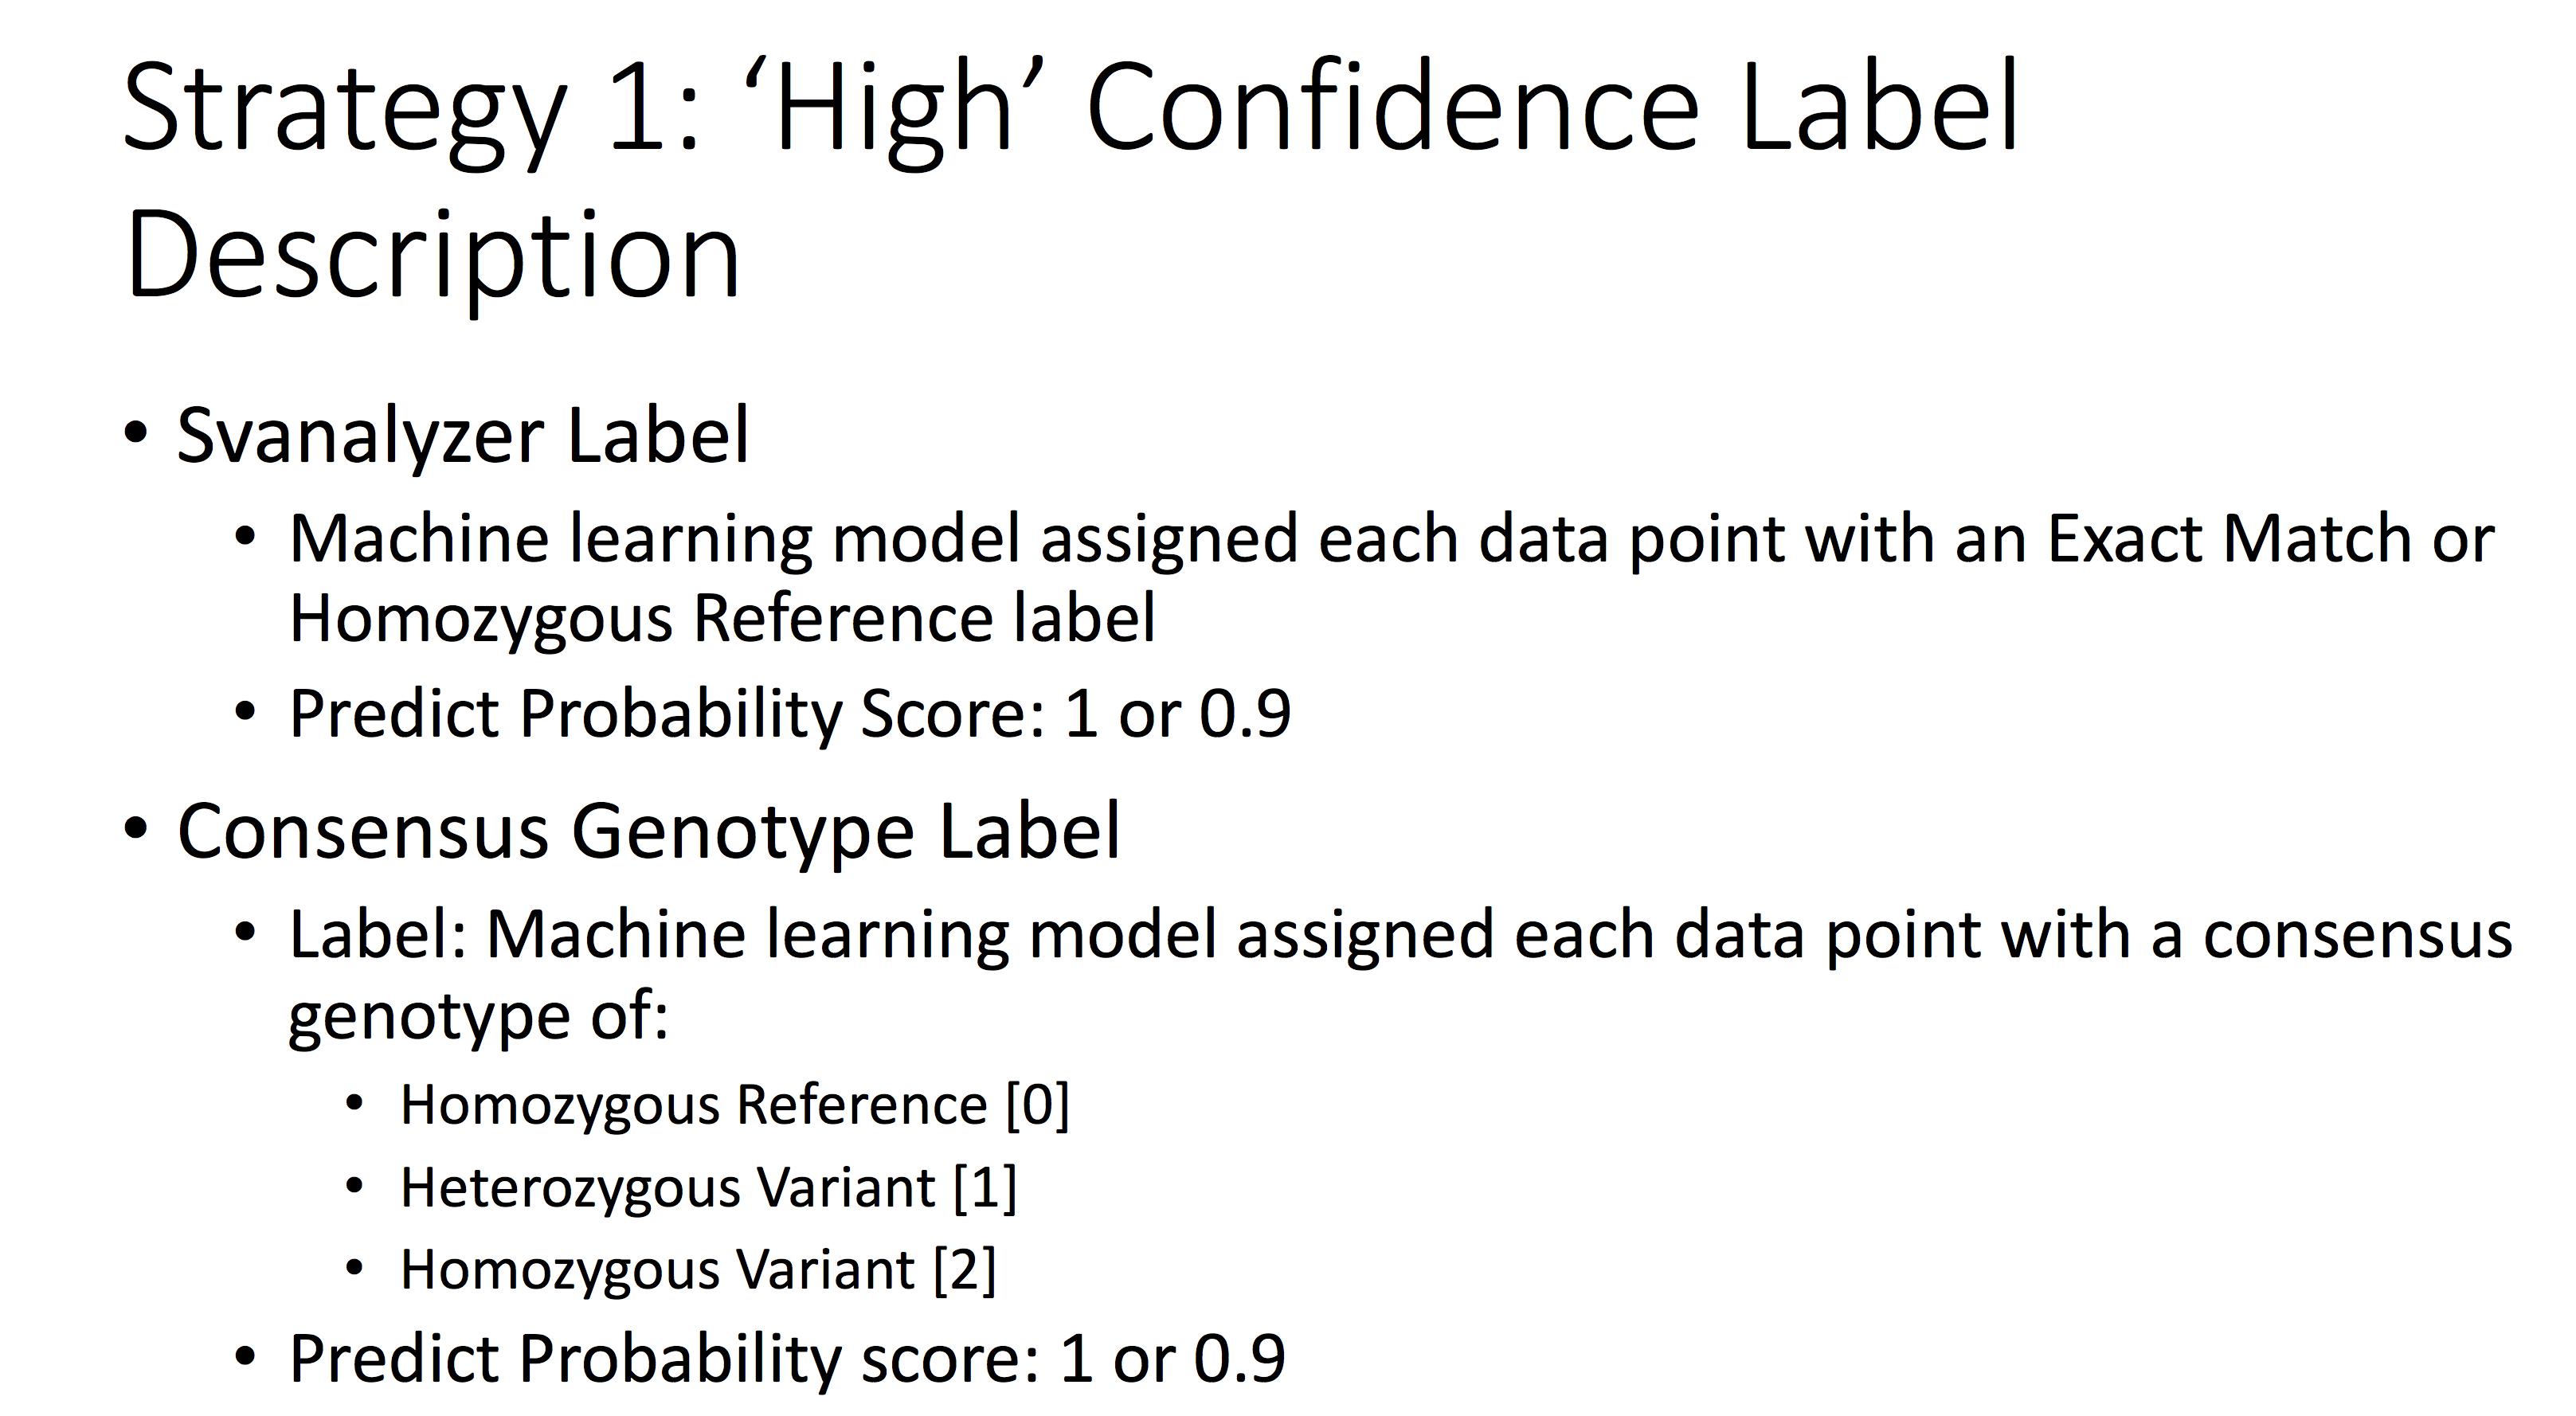 Strategy 1: ‘High’ Confidence Label
Description
• Svanalyzer Label
• Machine learning model assigned each data point with an Exact Match or
Homozygous Reference label
• Predict Probability Score: 1 or 0.9
• Consensus Genotype Label
• Label: Machine learning model assigned each data point with a consensus
genotype of:
• Homozygous Reference [0]
• Heterozygous Variant [1]
• Homozygous Variant [2]
• Predict Probability score: 1 or 0.9